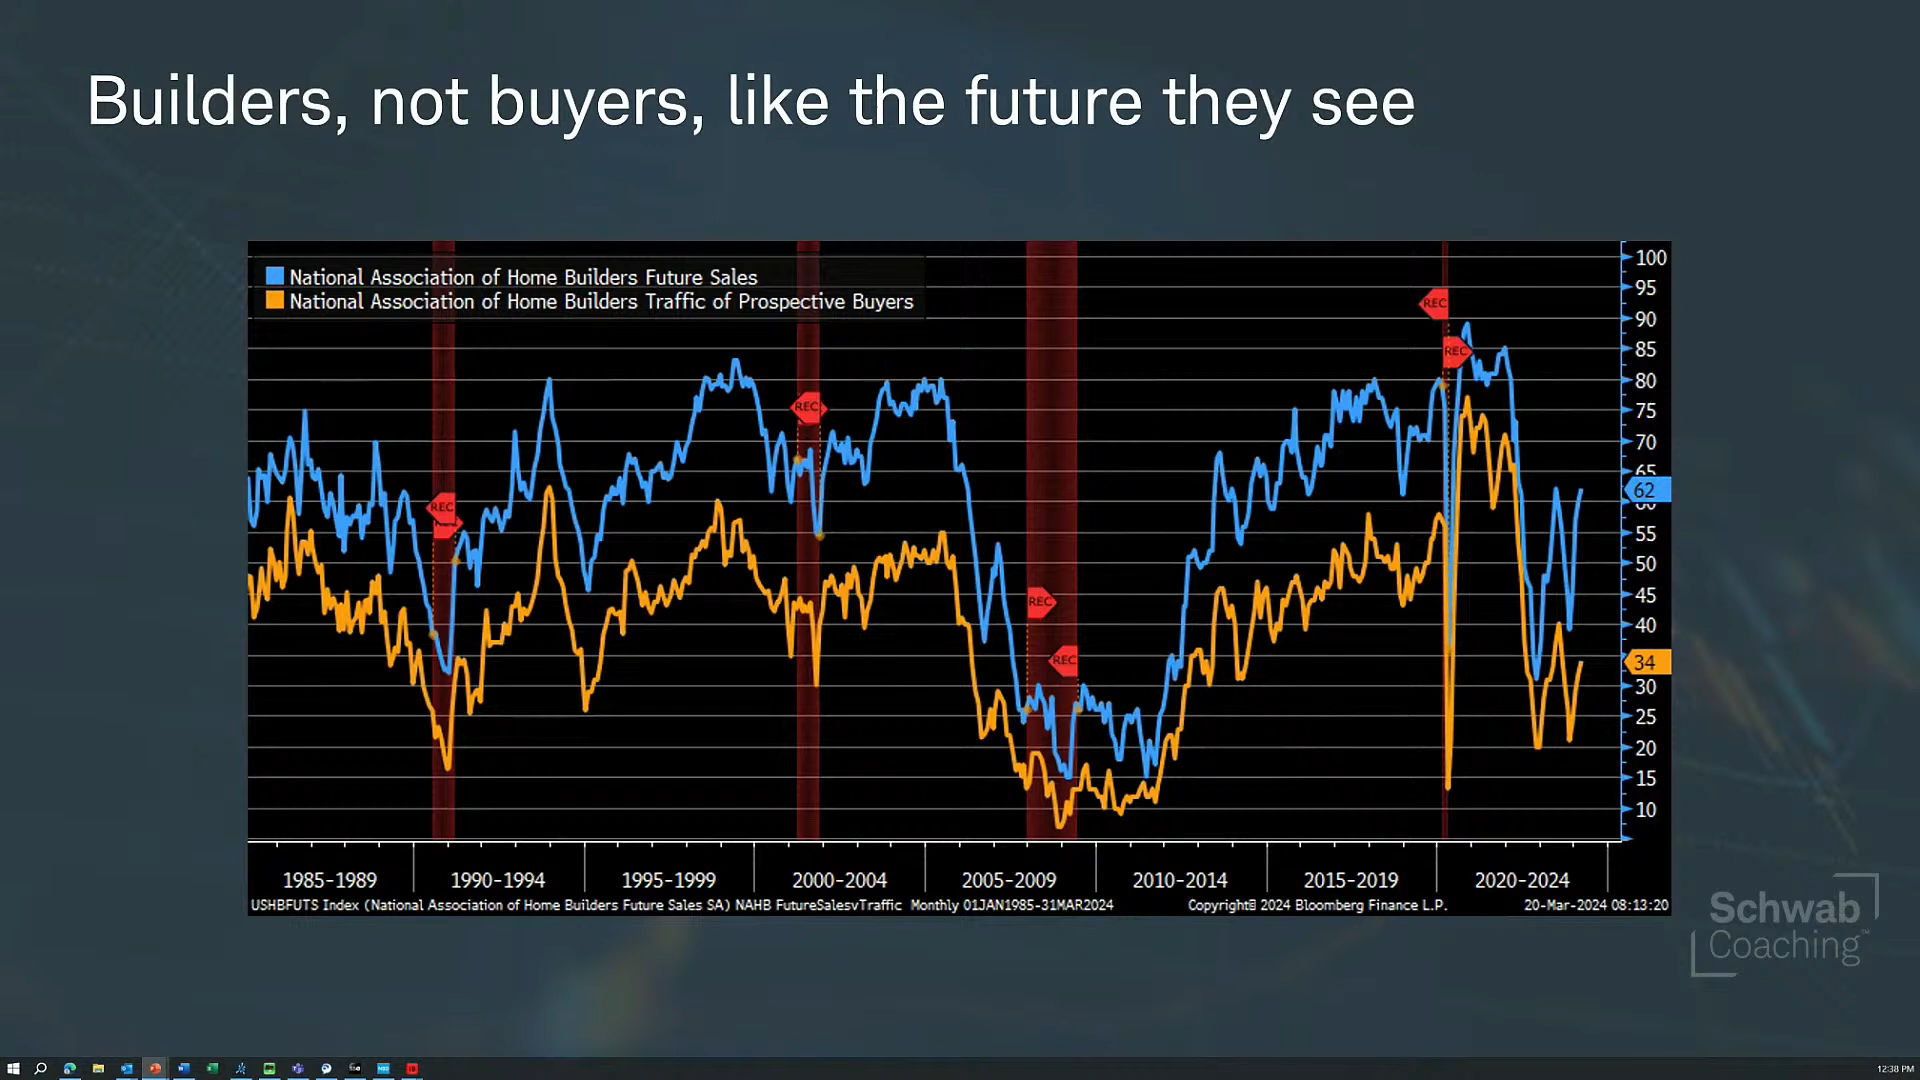 Builders, not buyers, like the future they see
National Association of Home Builders Future Sales
National Association of Home Builders Traffic of Prospective Buyers
REC
REC
REC
REC
REC
REC
REC
100
95
90
85
80
75
70
65
62
60
55
50
45
40
34
30
25
20
15
10
1985-1989 1990-1994 1995-1999 2000-2004 2005-2009 2010-2014 2015-2019 2020-2024
USHBFUTS Index (National Association of Home Builders Future Sales SA) NAHB FutureSalesvTraffic Monthly 01JAN1985-31MAR2024 Copyright© 2024 Bloomberg Finance L.P. 20-Mar-2024 08:13:20
Schwab
Coaching™
12:38 PM